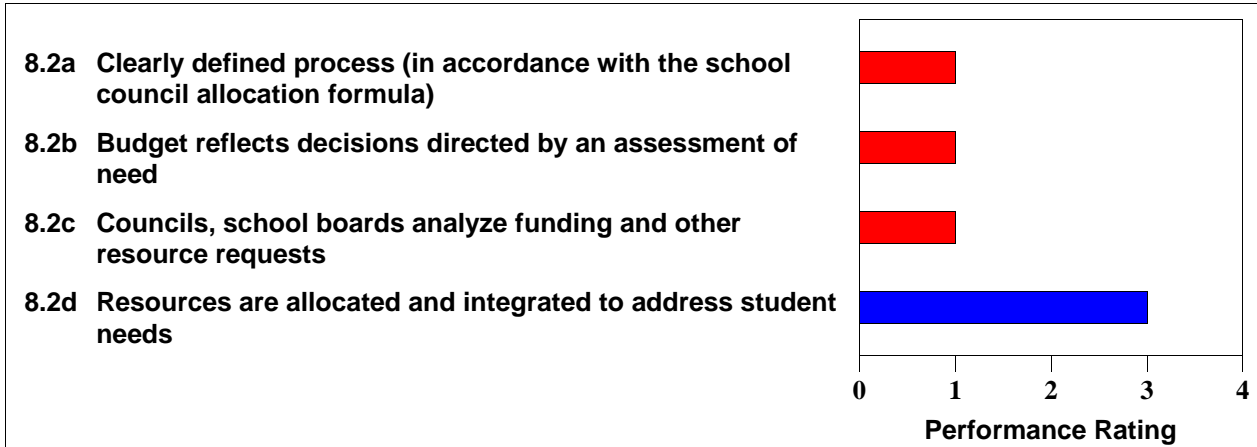 8.2a Clearly defined process (in accordance with the school
council allocation formula)
8.2b Budget reflects decisions directed by an assessment of
need
8.2c Councils, school boards analyze funding and other
resource requests
8.2d Resources are allocated and integrated to address student
needs
0 1 2 3 4
Performance Rating